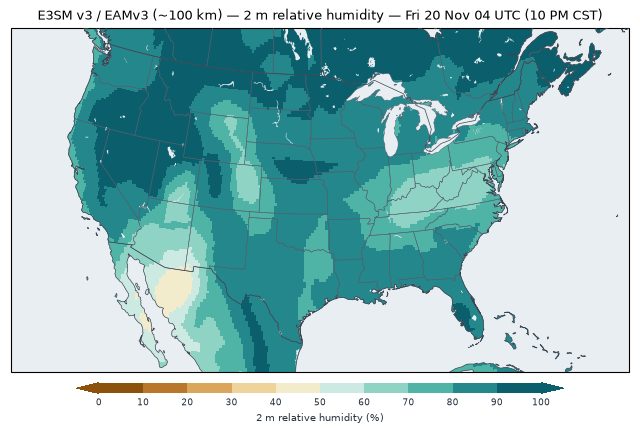 E3SM v3 / EAMv3 (~100 km) — 2 m relative humidity — Fri 20 Nov 04 UTC (10 PM CST)
0 10 20 30 40 50 60 70 80 90 100
2 m relative humidity (%)